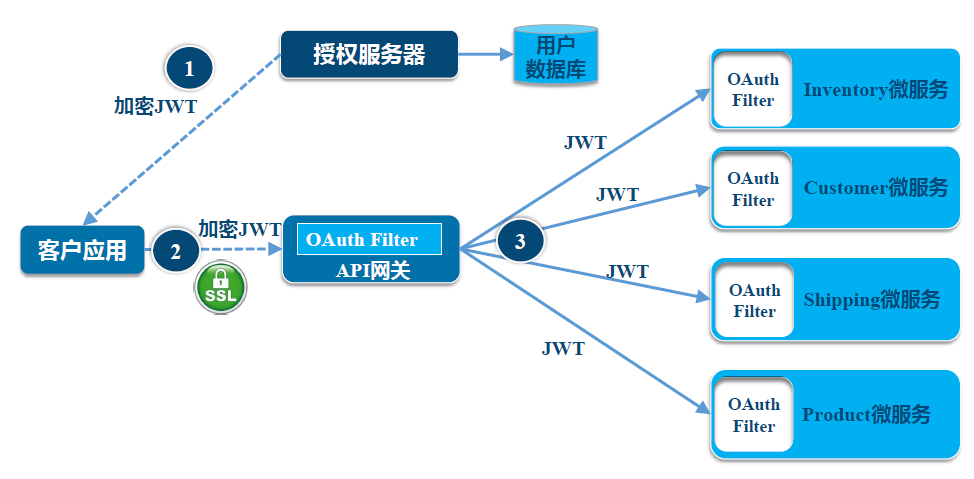 1
加密JWT
授权服务器
用户
数据库
客户应用
2
加密JWT
SSL
OAuth Filter
API网关
3
JWT
JWT
JWT
JWT
OAuth
Filter
Inventory微服务
OAuth
Filter
Customer微服务
OAuth
Filter
Shipping微服务
OAuth
Filter
Product微服务